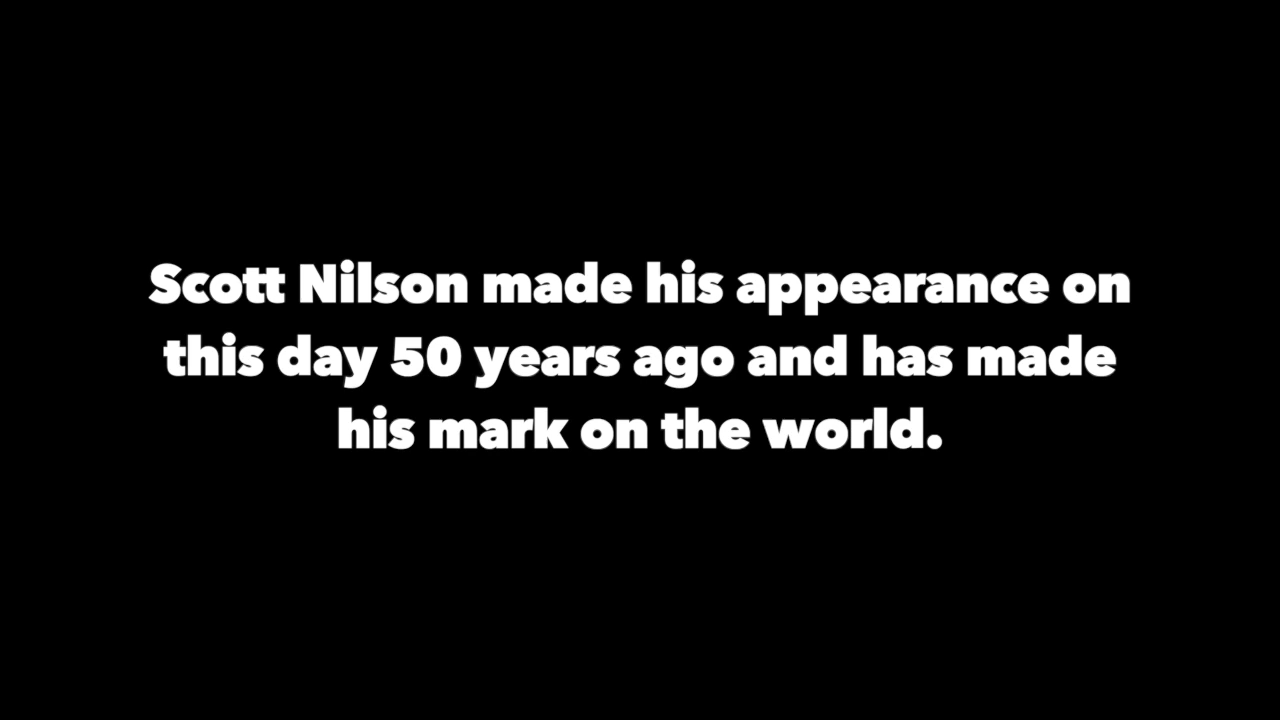 Scott Nilson made his appearance on
this day 50 years ago and has made
his mark on the world.